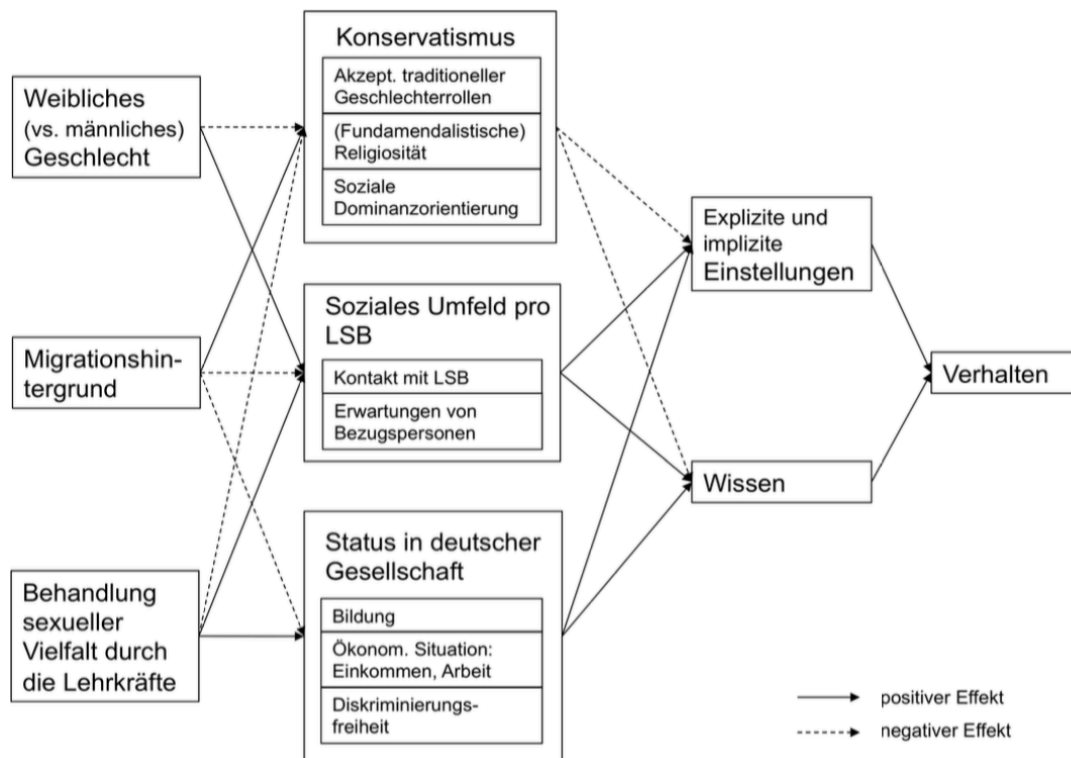 Weibliches
(vs. männliches)
Geschlecht
Migrationshin-
tergrund
Behandlung
sexueller
Vielfalt durch
die Lehrkräfte
Konservatismus
Akzept. traditioneller
Geschlechterrollen
(Fundamendalistische)
Religiosität
Soziale
Dominanzorientierung
Soziales Umfeld pro
LSB
Kontakt mit LSB
Erwartungen von
Bezugspersonen
Status in deutscher
Gesellschaft
Bildung
Ökonom. Situation:
Einkommen, Arbeit
Diskriminierungs-
freiheit
Explizite und
implizite
Einstellungen
Wissen
Verhalten
positiver Effekt
negativer Effekt